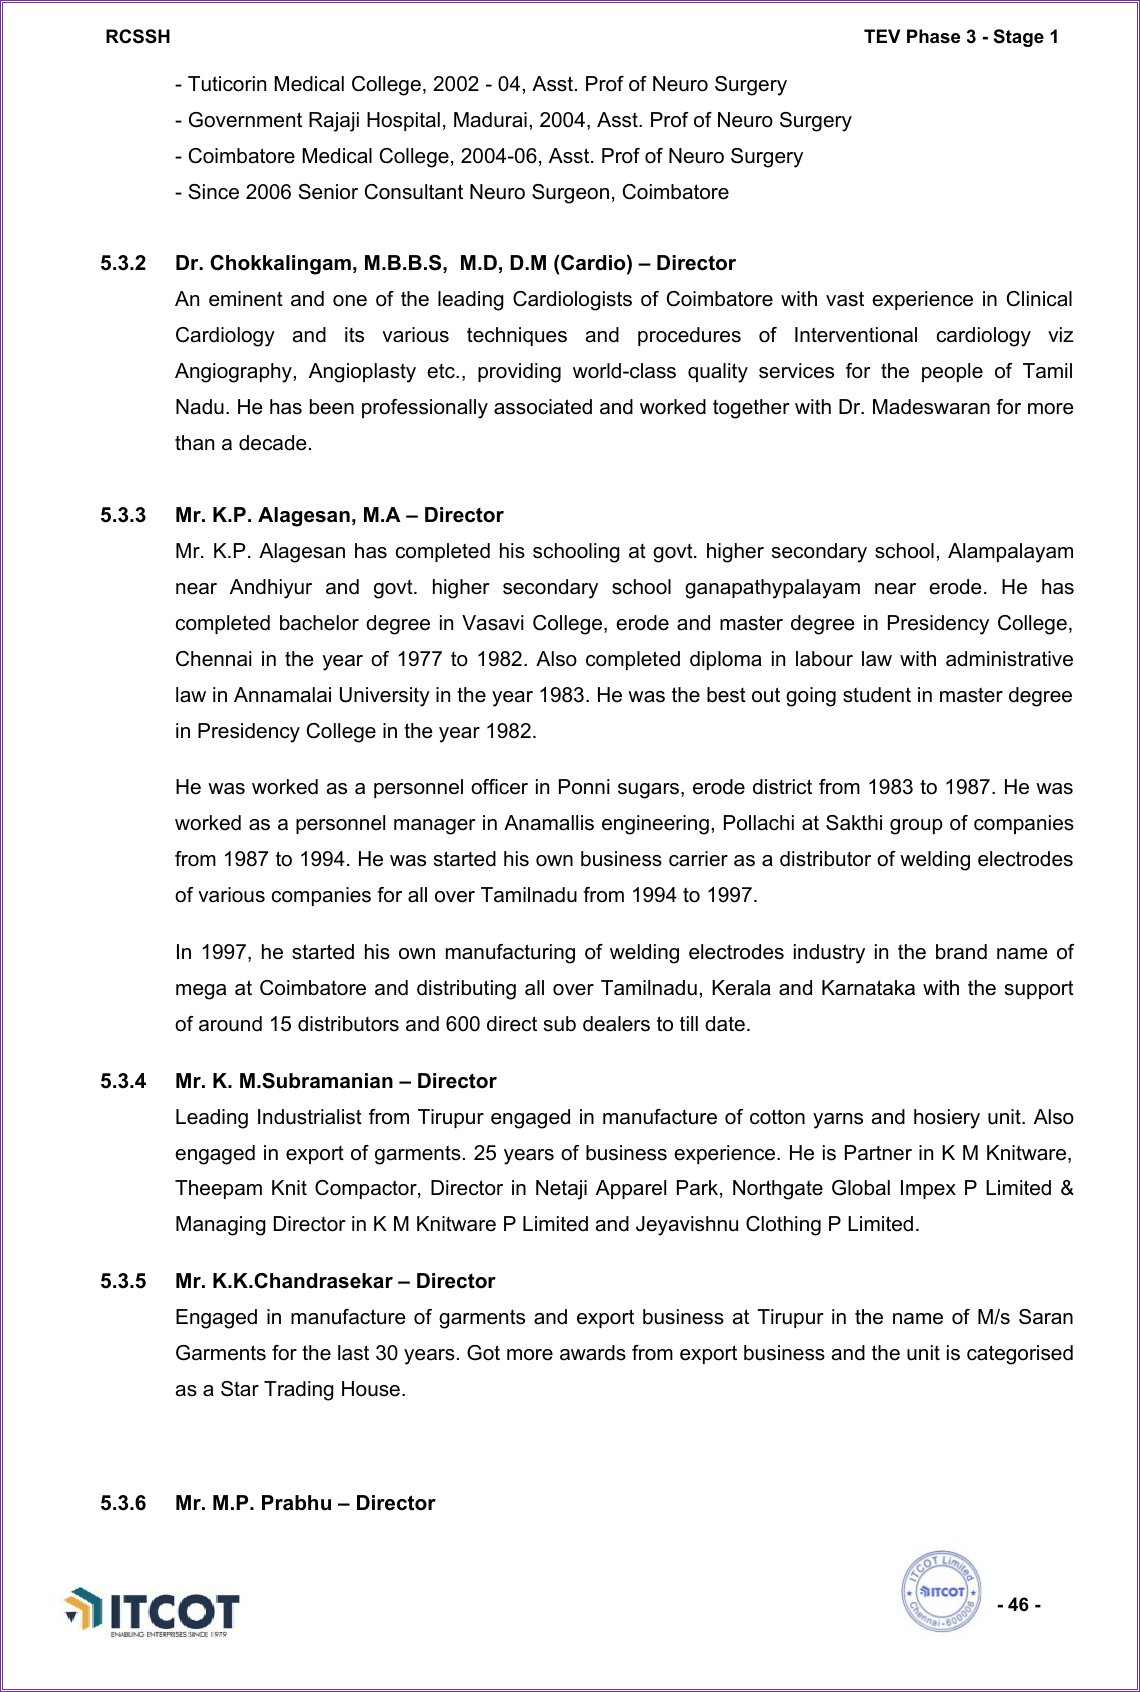 RCSSH TEV Phase 3 - Stage 1
- Tuticorin Medical College, 2002 - 04, Asst. Prof of Neuro Surgery
- Government Rajaji Hospital, Madurai, 2004, Asst. Prof of Neuro Surgery
- Coimbatore Medical College, 2004-06, Asst. Prof of Neuro Surgery
- Since 2006 Senior Consultant Neuro Surgeon, Coimbatore
5.3.2 Dr. Chokkalingam, M.B.B.S, M.D, D.M (Cardio) – Director
An eminent and one of the leading Cardiologists of Coimbatore with vast experience in Clinical
Cardiology and its various techniques and procedures of Interventional cardiology viz
Angiography, Angioplasty etc., providing world-class quality services for the people of Tamil
Nadu. He has been professionally associated and worked together with Dr. Madeswaran for more
than a decade.
5.3.3 Mr. K.P. Alagesan, M.A – Director
Mr. K.P. Alagesan has completed his schooling at govt. higher secondary school, Alampalayam
near Andhiyur and govt. higher secondary school ganapathypalayam near erode. He has
completed bachelor degree in Vasavi College, erode and master degree in Presidency College,
Chennai in the year of 1977 to 1982. Also completed diploma in labour law with administrative
law in Annamalai University in the year 1983. He was the best out going student in master degree
in Presidency College in the year 1982.
He was worked as a personnel officer in Ponni sugars, erode district from 1983 to 1987. He was
worked as a personnel manager in Anamallis engineering, Pollachi at Sakthi group of companies
from 1987 to 1994. He was started his own business carrier as a distributor of welding electrodes
of various companies for all over Tamilnadu from 1994 to 1997.
In 1997, he started his own manufacturing of welding electrodes industry in the brand name of
mega at Coimbatore and distributing all over Tamilnadu, Kerala and Karnataka with the support
of around 15 distributors and 600 direct sub dealers to till date.
5.3.4 Mr. K. M.Subramanian – Director
Leading Industrialist from Tirupur engaged in manufacture of cotton yarns and hosiery unit. Also
engaged in export of garments. 25 years of business experience. He is Partner in K M Knitware,
Theepam Knit Compactor, Director in Netaji Apparel Park, Northgate Global Impex P Limited &
Managing Director in K M Knitware P Limited and Jeyavishnu Clothing P Limited.
5.3.5 Mr. K.K.Chandrasekar – Director
Engaged in manufacture of garments and export business at Tirupur in the name of M/s Saran
Garments for the last 30 years. Got more awards from export business and the unit is categorised
as a Star Trading House.
5.3.6 Mr. M.P. Prabhu – Director
ITCOT
ENABLING ENTERPRISES SINCE 1979
ITCOT Limited
ITCOT
Chennai-600006
- 46 -